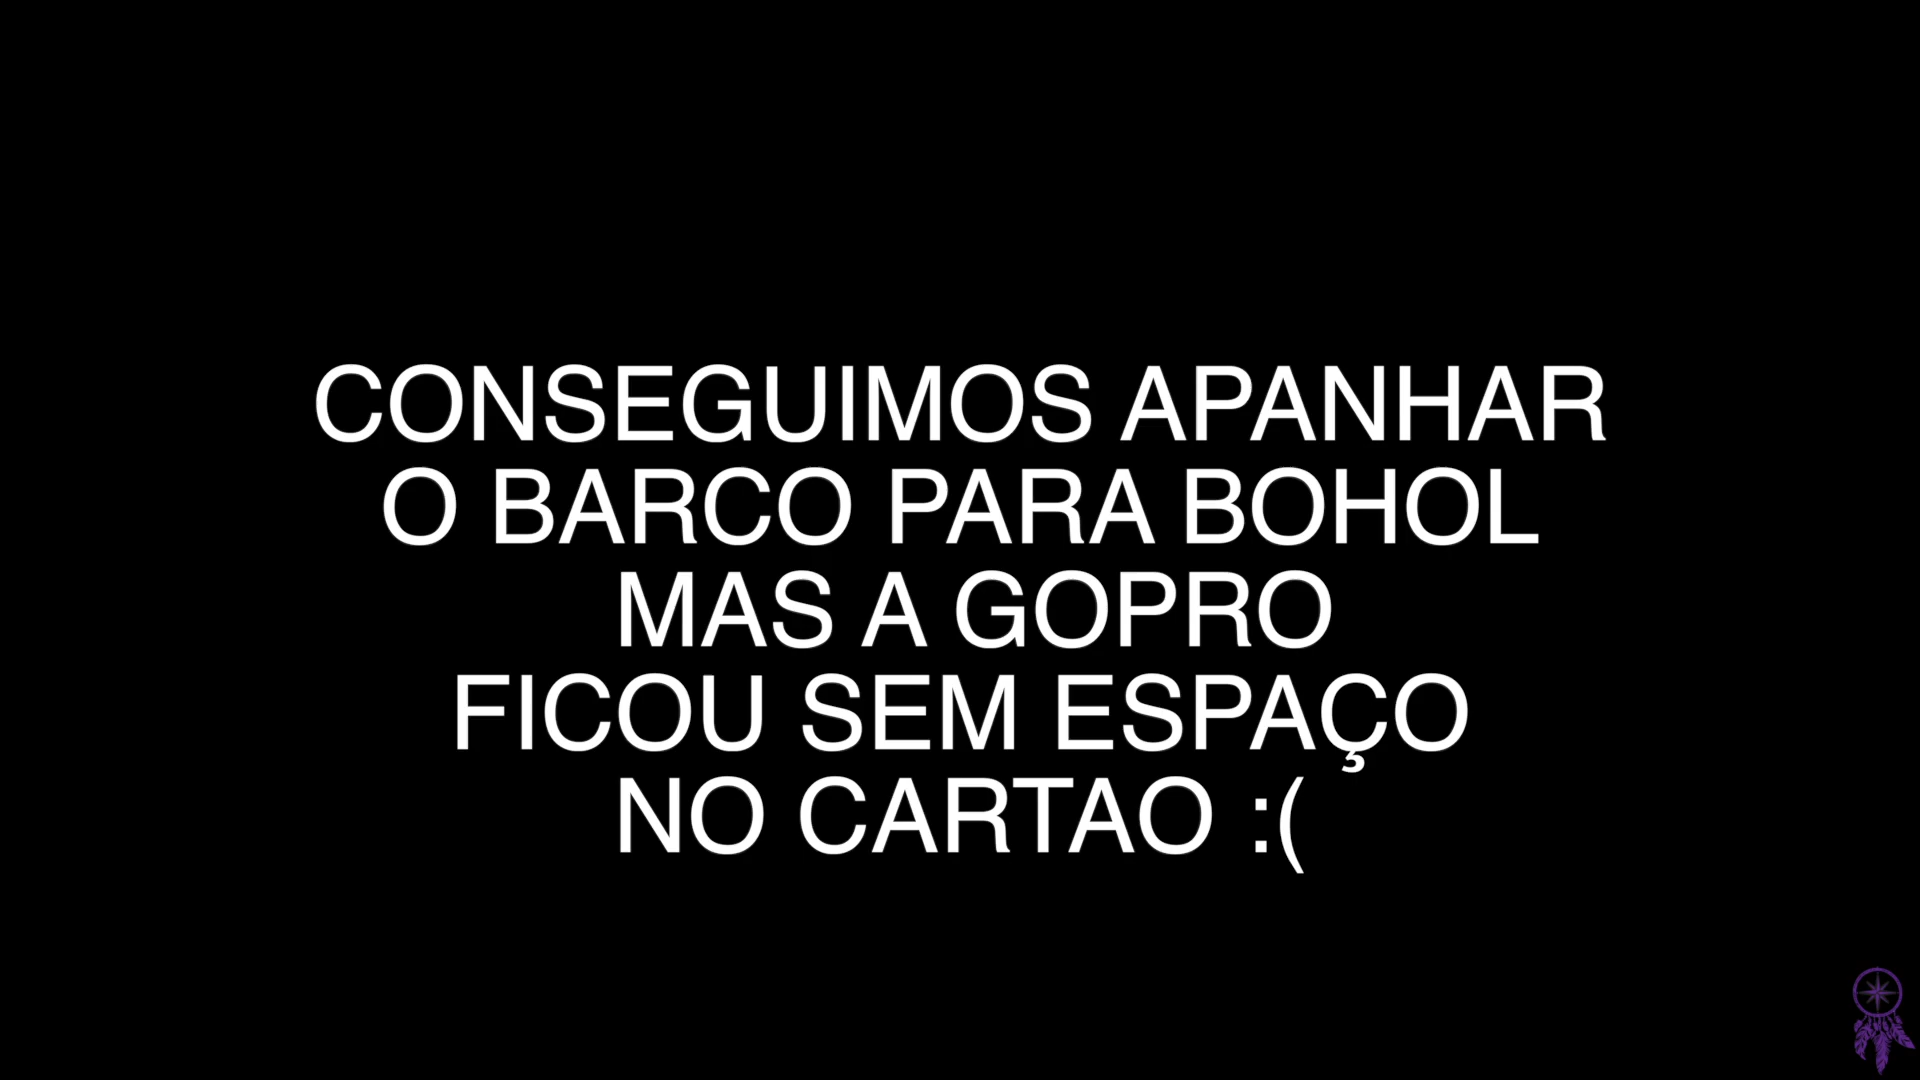 CONSEGUIMOS APANHAR
O BARCO PARA BOHOL
MAS A GOPRO
FICOU SEM ESPAÇO
NO CARTAO :(